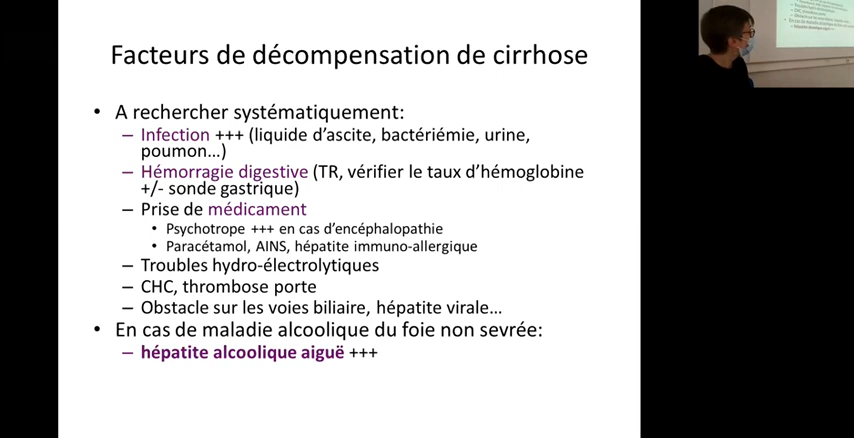 Facteurs de décompensation de cirrhose
• A rechercher systématiquement:
– Infection +++ (liquide d'ascite, bactériémie, urine,
poumon…)
– Hémorragie digestive (TR, vérifier le taux d'hémoglobine
+/- sonde gastrique)
– Prise de médicament
• Psychotrope +++ en cas d'encéphalopathie
• Paracétamol, AINS, hépatite immuno-allergique
– Troubles hydro-électrolytiques
– CHC, thrombose porte
– Obstacle sur les voies biliaire, hépatite virale…
• En cas de maladie alcoolique du foie non sevrée:
– hépatite alcoolique aiguë +++